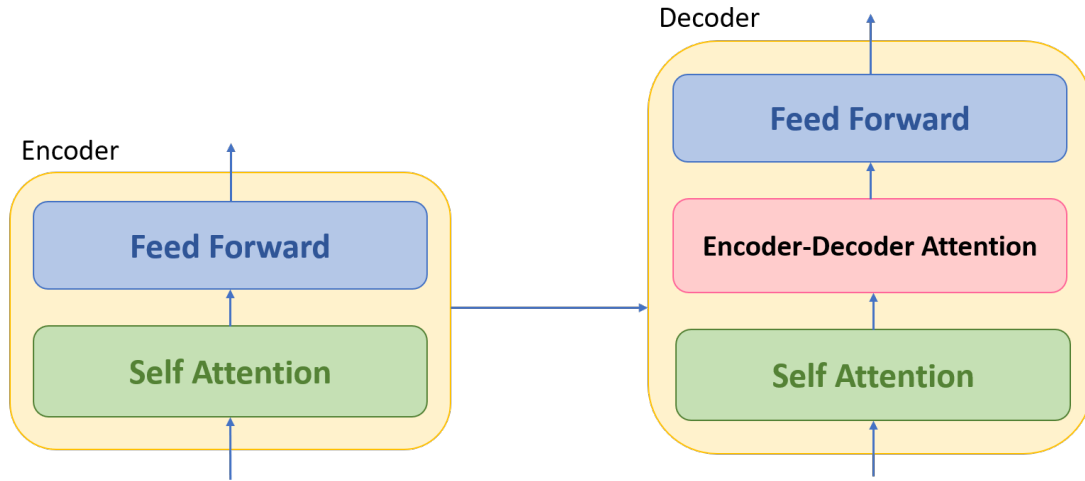 Encoder
Feed Forward
Self Attention
Decoder
Feed Forward
Encoder-Decoder Attention
Self Attention